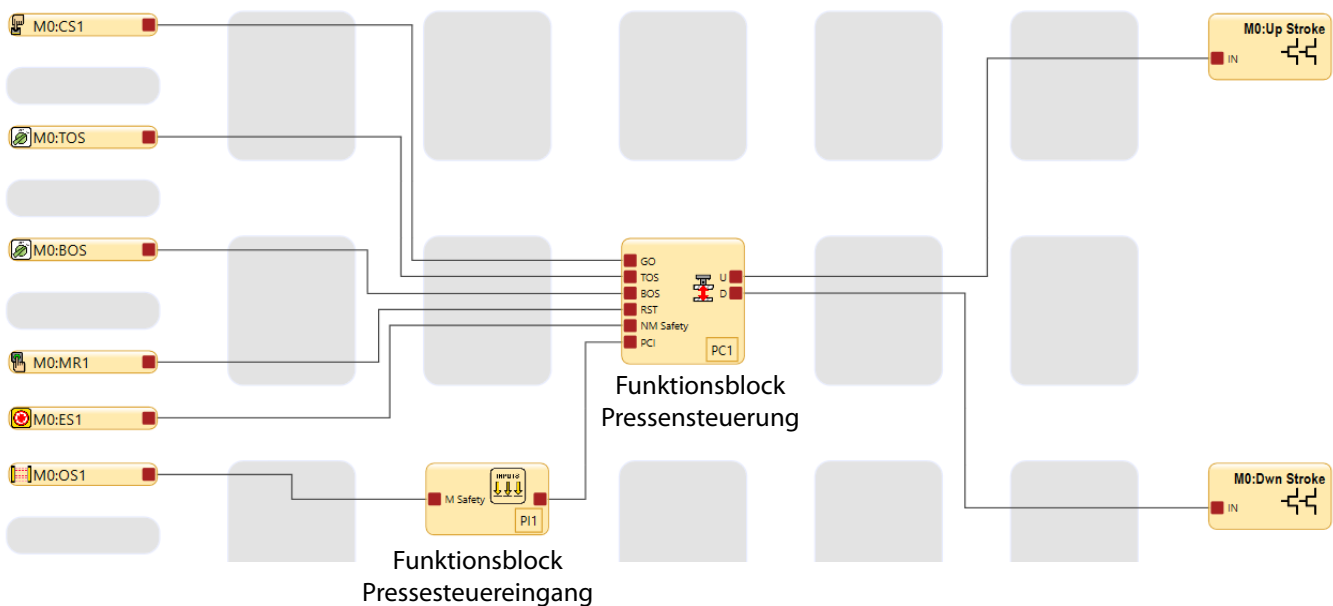 M0:CS1
M0:Up Stroke
IN
M0:TOS
M0:BOS
GO
TOS
U
BOS
D
RST
NM Safety
PCI
PC1
M0:MR1
Funktionsblock
Pressensteuerung
M0:ES1
M0:OS1
INPUTS
M Safety
PI1
M0:Dwn Stroke
IN
Funktionsblock
Pressesteuereingang